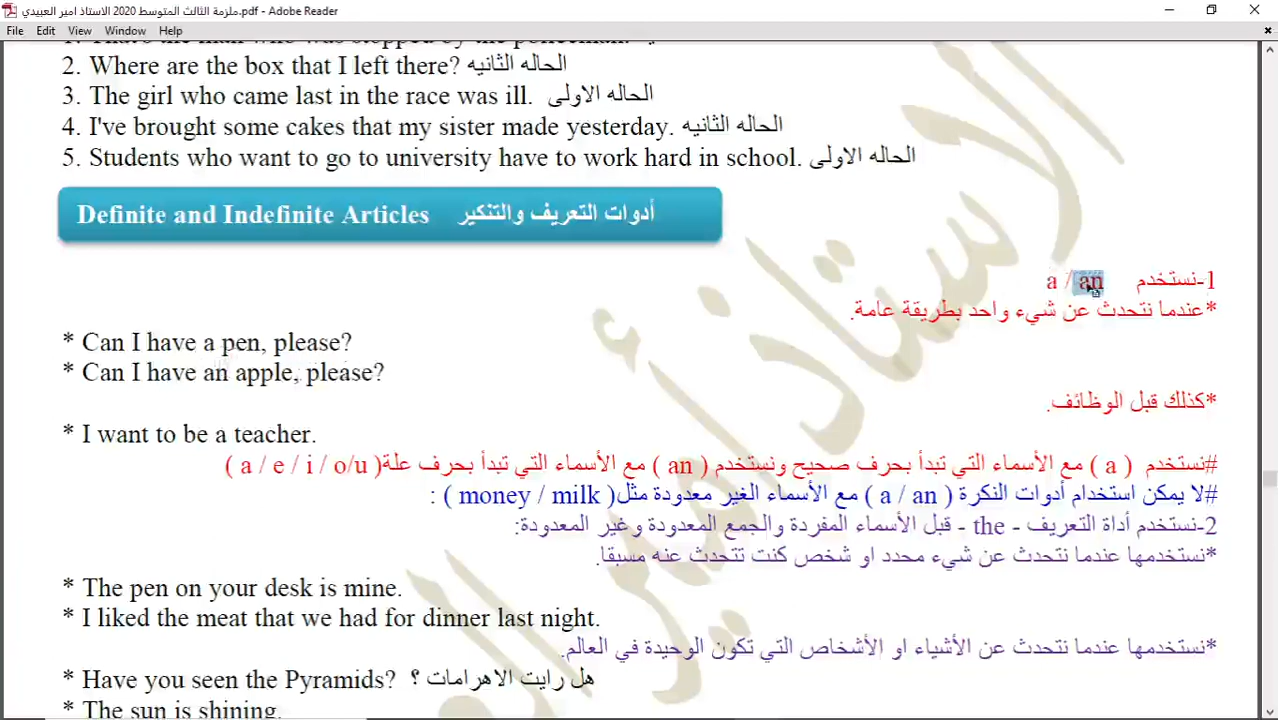 ملزمة الثالث المتوسط 2020 الاستاذ امير العبيدي.pdf - Adobe Reader
File Edit View Window Help
2. Where are the box that I left there? الحاله الثانيه
3. The girl who came last in the race was ill. الحاله الاولى
4. I've brought some cakes that my sister made yesterday. الحاله الثانيه
5. Students who want to go to university have to work hard in school. الحاله الاولى
Definite and Indefinite Articles أدوات التعريف والتنكير
1-نستخدم a / an
*عندما نتحدث عن شيء واحد بطريقة عامة.
* Can I have a pen, please?
* Can I have an apple, please?
*كذلك قبل الوظائف.
* I want to be a teacher.
#نستخدم ( a ) مع الأسماء التي تبدأ بحرف صحيح ونستخدم ( an ) مع الأسماء التي تبدأ بحرف علة( a / e / i / o/u )
#لا يمكن استخدام أدوات النكرة ( a / an ) مع الأسماء الغير معدودة مثل( money / milk ) :
2-نستخدم أداة التعريف - the - قبل الأسماء المفردة والجمع المعدودة وغير المعدودة:
*نستخدمها عندما نتحدث عن شيء محدد او شخص كنت تتحدث عنه مسبقا.
* The pen on your desk is mine.
* I liked the meat that we had for dinner last night.
*نستخدمها عندما نتحدث عن الأشياء او الأشخاص التي تكون الوحيدة في العالم.
* Have you seen the Pyramids? هل رايت الاهرامات ؟
* The sun is shining.